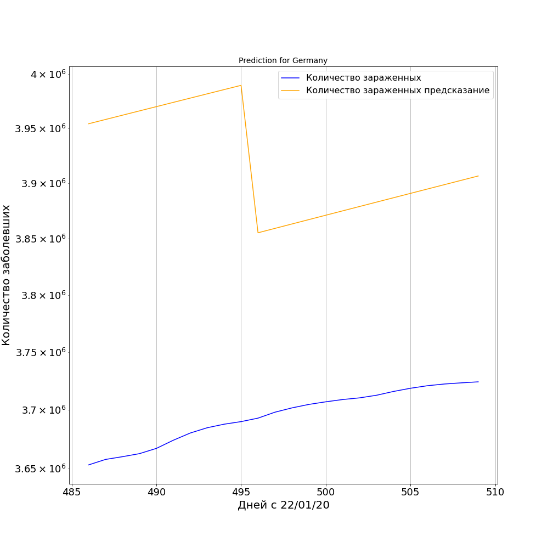 Prediction for Germany
Количество зараженных
Количество зараженных предсказание
4 × 10⁶
3.95 × 10⁶
3.9 × 10⁶
3.85 × 10⁶
3.8 × 10⁶
3.75 × 10⁶
3.7 × 10⁶
3.65 × 10⁶
Количество заболевших
485 490 495 500 505 510
Дней с 22/01/20